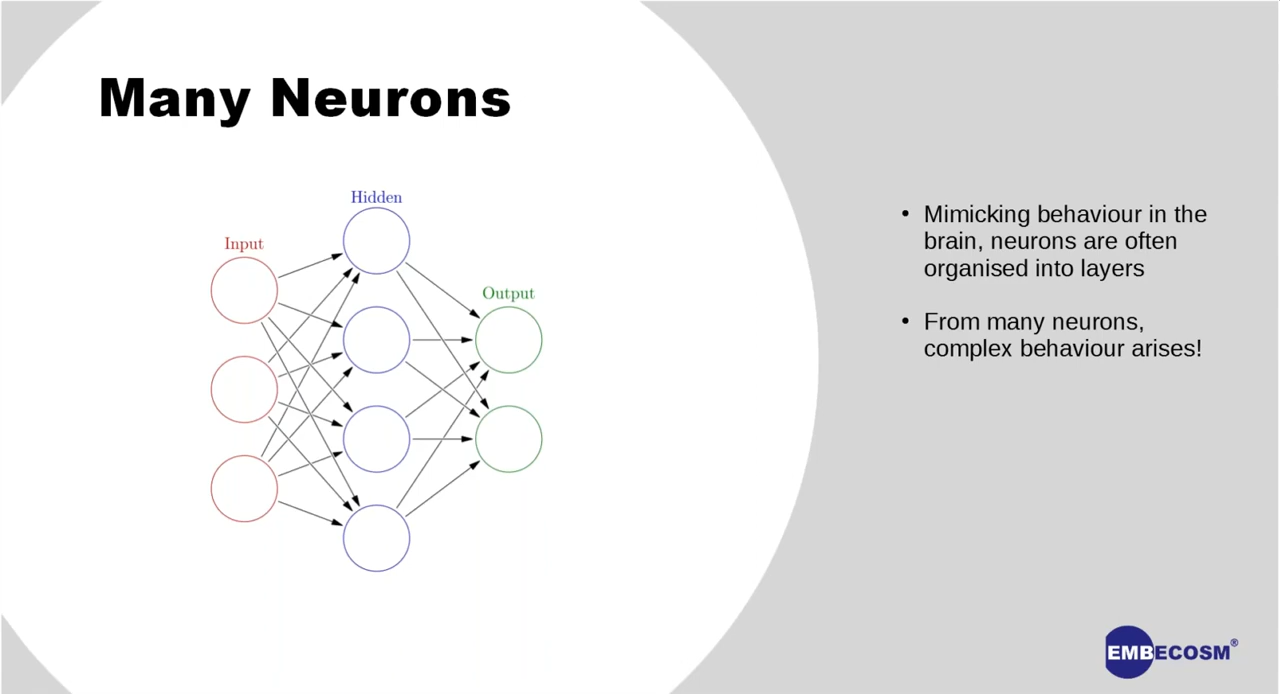 Many Neurons
Hidden
Input
Output
• Mimicking behaviour in the
brain, neurons are often
organised into layers
• From many neurons,
complex behaviour arises!
EMBECOSM®